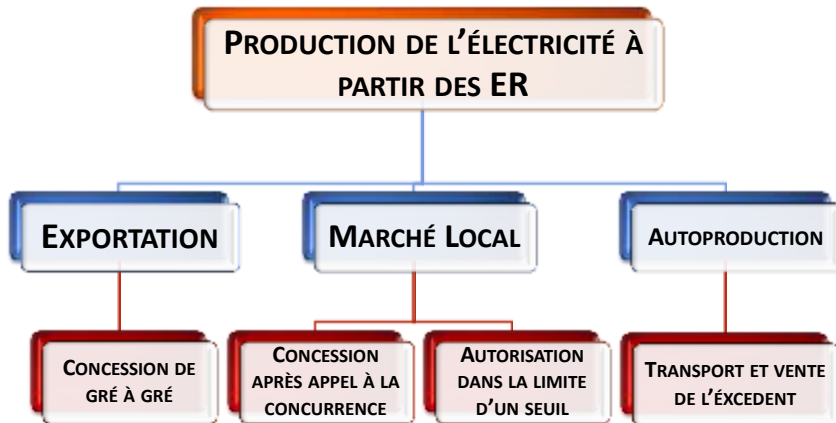 PRODUCTION DE L'ÉLECTRICITÉ À
PARTIR DES ER
EXPORTATION
MARCHÉ LOCAL
AUTOPRODUCTION
CONCESSION DE
GRÉ À GRÉ
CONCESSION
APRÈS APPEL À LA
CONCURRENCE
AUTORISATION
DANS LA LIMITE
D'UN SEUIL
TRANSPORT ET VENTE
DE L'ÉXCEDENT